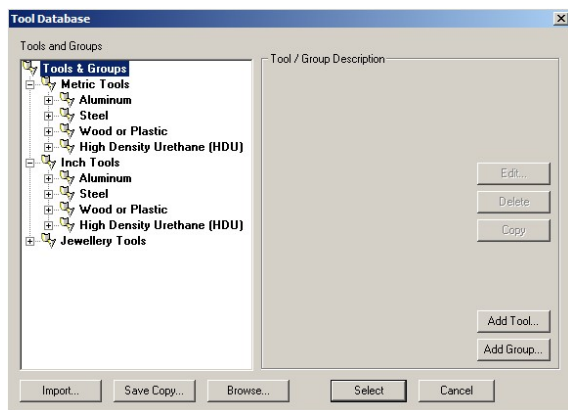 Tool Database
Tools and Groups
Tools & Groups
Metric Tools
Aluminum
Steel
Wood or Plastic
High Density Urethane (HDU)
Inch Tools
Aluminum
Steel
Wood or Plastic
High Density Urethane (HDU)
Jewellery Tools
Tool / Group Description
Edit...
Delete
Copy
Add Tool...
Add Group...
Import... Save Copy... Browse... Select Cancel